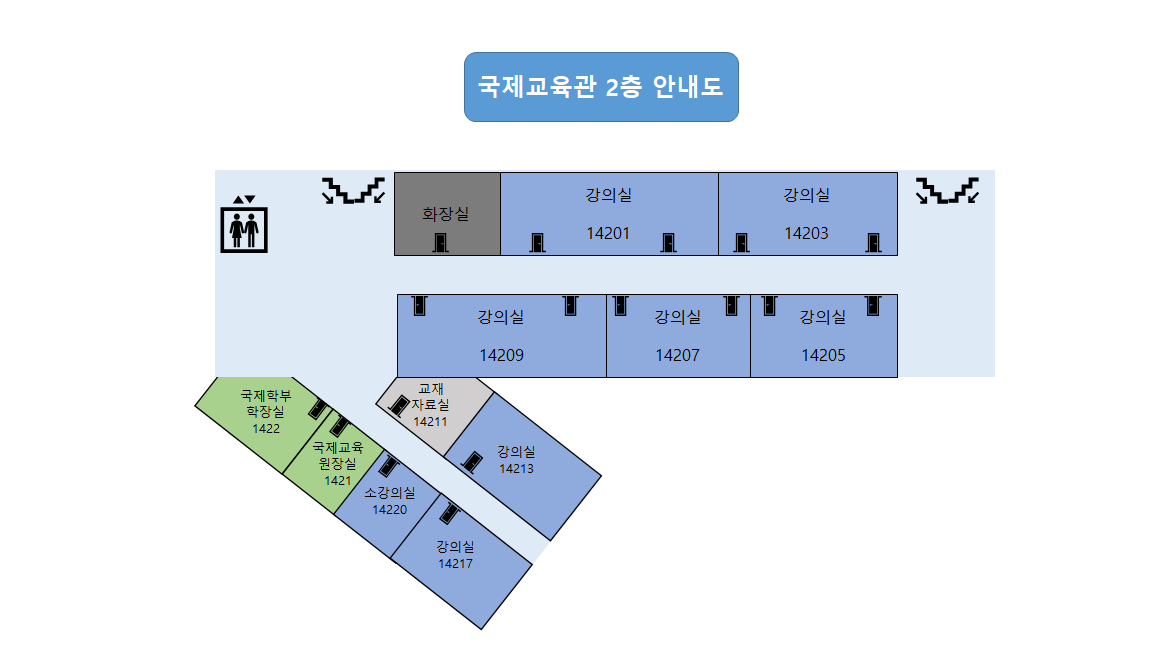 국제교육관 2층 안내도
화장실
강의실
14201
강의실
14203
강의실
14209
강의실
14207
강의실
14205
국제학부
학장실
1422
국제교육
원장실
1421
소강의실
14220
강의실
14217
교재
자료실
14211
강의실
14213